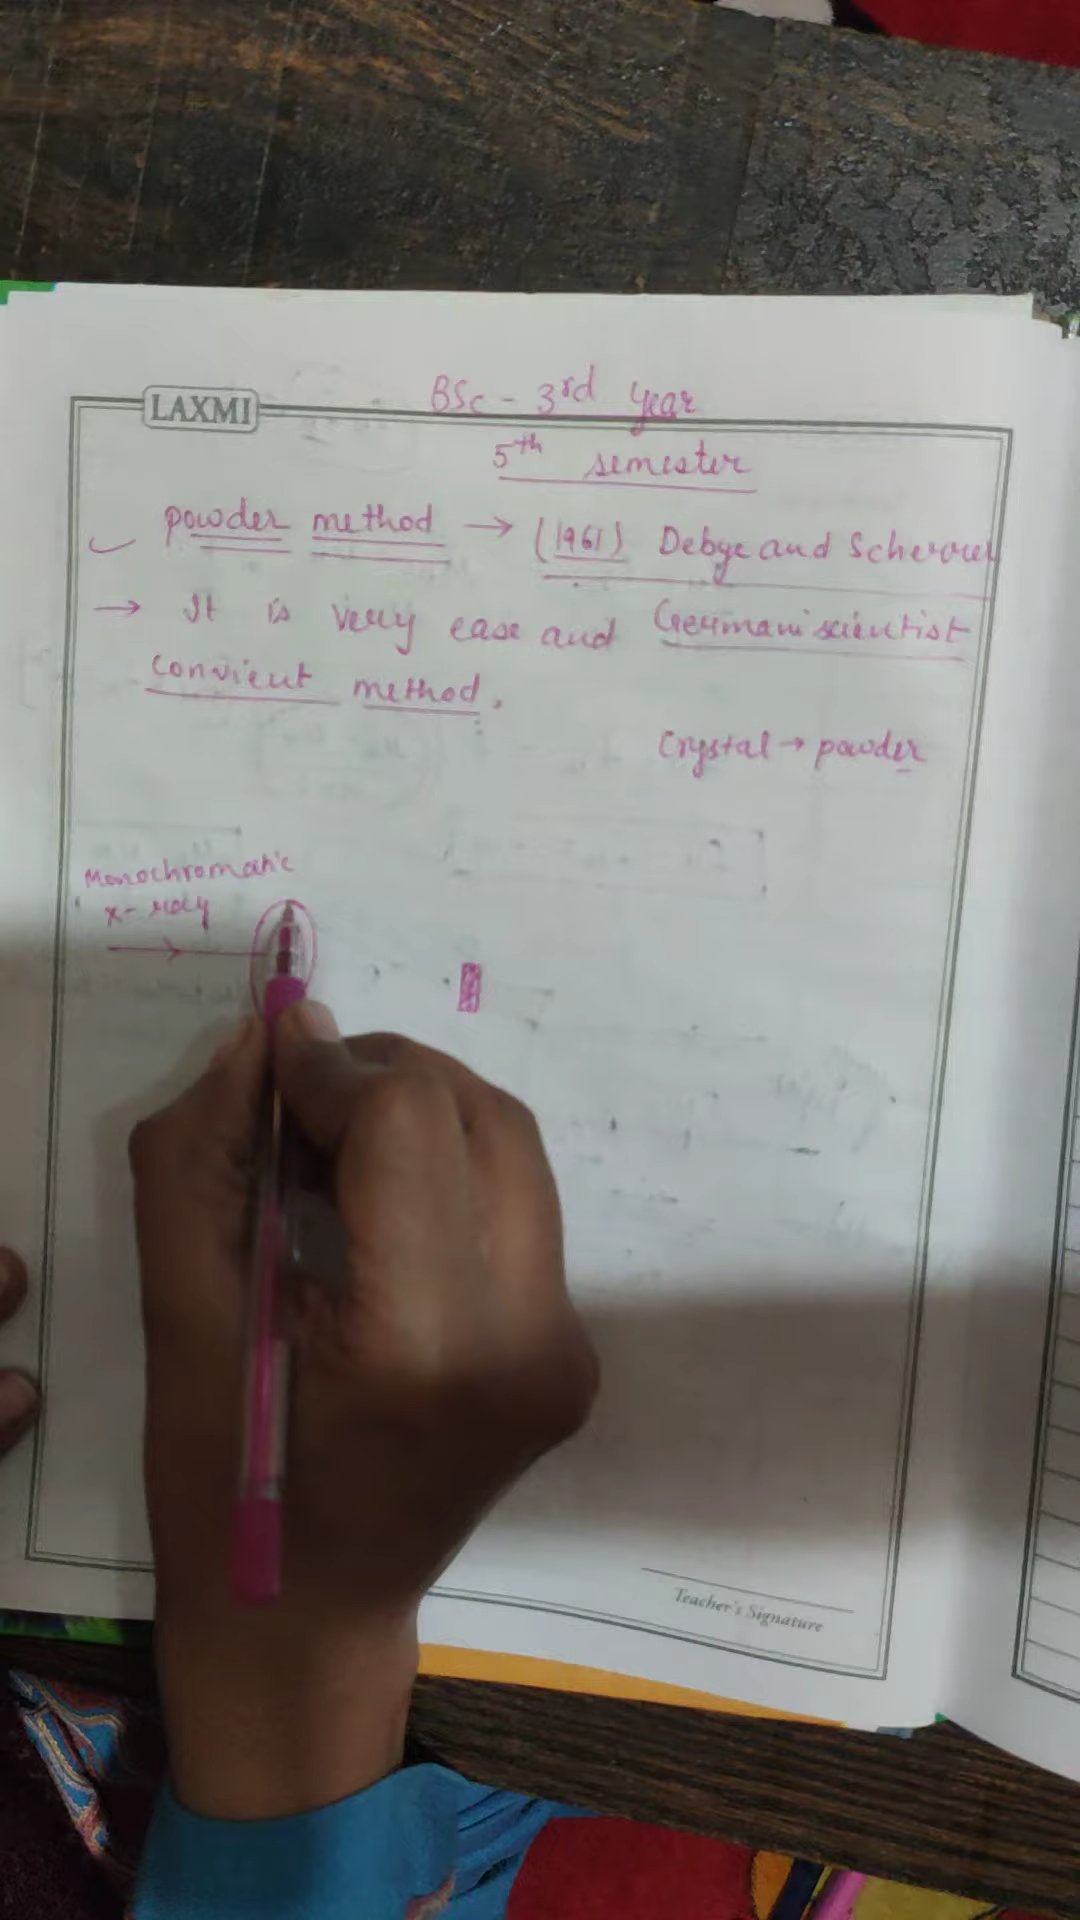 LAXMI
BSc - 3rd Year
5th semester
powder method → (1961) Debye and Scherrer
→ It is very ease and Germani scientist
convient method.
Crystal → powder
Monochromatic
x-ray
Teacher's Signature